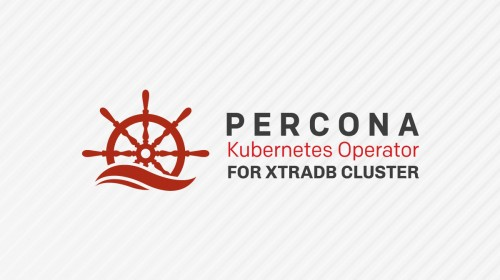 PERCONA
Kubernetes Operator
FOR XTRADB CLUSTER